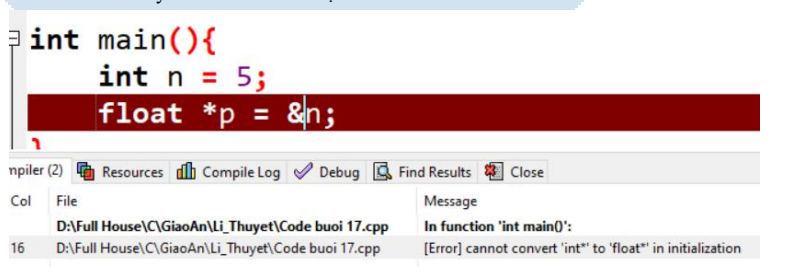 int main(){
int n = 5;
float *p = &n;
}
mpiler (2) Resources Compile Log Debug Find Results Close
Col File Message
D:\Full House\C\GiaoAn\Li_Thuyet\Code buoi 17.cpp In function 'int main()':
16 D:\Full House\C\GiaoAn\Li_Thuyet\Code buoi 17.cpp [Error] cannot convert 'int*' to 'float*' in initialization